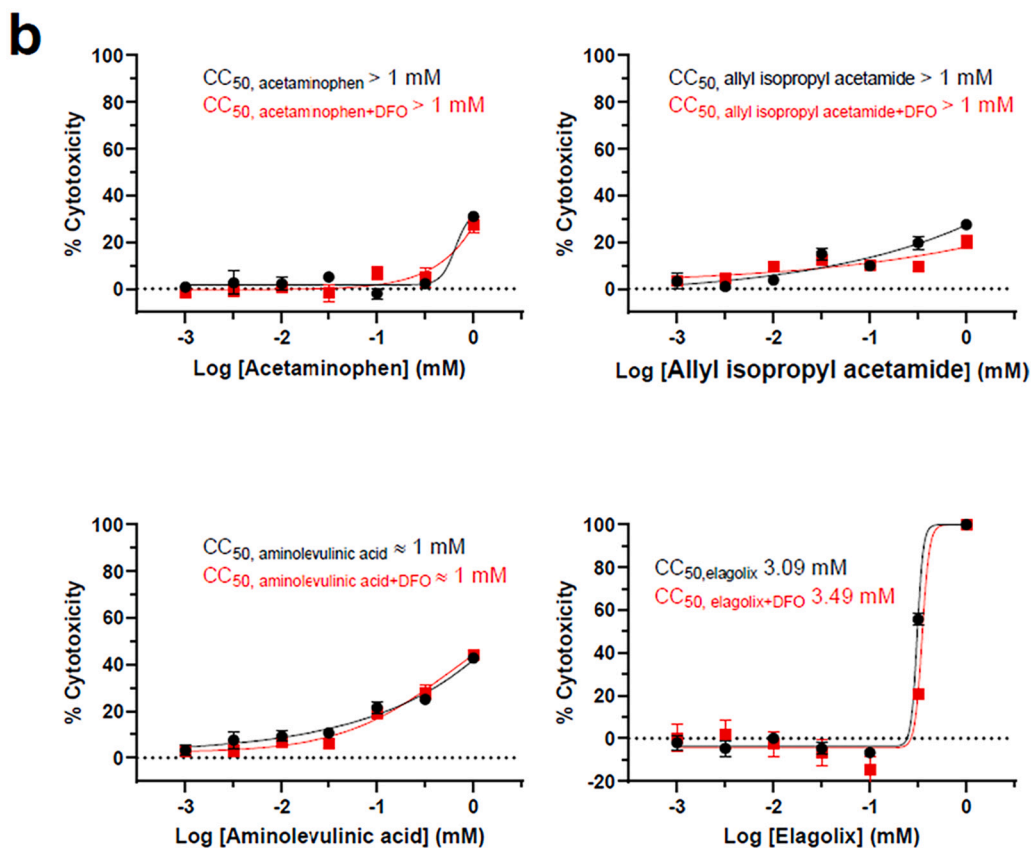 b
CC50, acetaminophen > 1 mM
CC50, acetaminophen+DFO > 1 mM
% Cytotoxicity
100
80
60
40
20
0
-3 -2 -1 0
Log [Acetaminophen] (mM)
CC50, allyl isopropyl acetamide > 1 mM
CC50, allyl isopropyl acetamide+DFO > 1 mM
% Cytotoxicity
100
80
60
40
20
0
-3 -2 -1 0
Log [Allyl isopropyl acetamide] (mM)
CC50, aminolevulinic acid ≈ 1 mM
CC50, aminolevulinic acid+DFO ≈ 1 mM
% Cytotoxicity
100
80
60
40
20
0
-3 -2 -1 0
Log [Aminolevulinic acid] (mM)
CC50,elagolix 3.09 mM
CC50, elagolix+DFO 3.49 mM
% Cytotoxicity
100
80
60
40
20
0
-20
-3 -2 -1 0
Log [Elagolix] (mM)